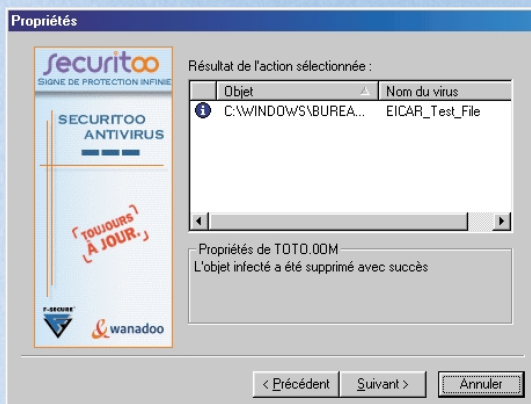 Propriétés
securitoo
SIGNE DE PROTECTION INFINIE
SECURITOO
ANTIVIRUS
TOUJOURS
À JOUR.
F-SECURE
wanadoo
Résultat de l'action sélectionnée :
Objet Nom du virus
C:\WINDOWS\BUREA... EICAR_Test_File
Propriétés de TOTO.0OM
L'objet infecté a été supprimé avec succès
< Précédent Suivant > Annuler